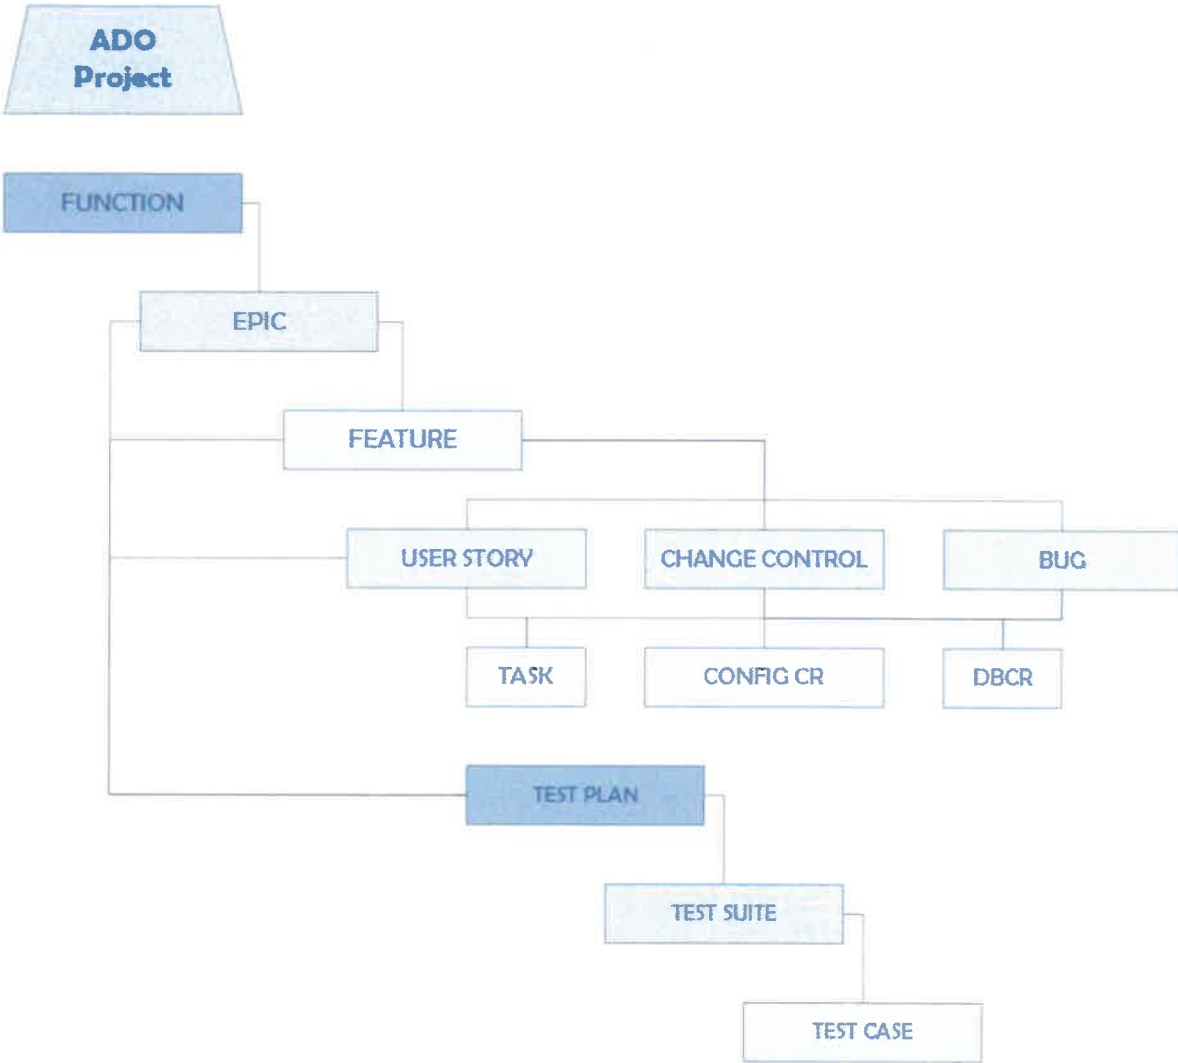 ADO
Project
FUNCTION
EPIC
FEATURE
USER STORY
CHANGE CONTROL
BUG
TASK
CONFIG CR
DBCR
TEST PLAN
TEST SUITE
TEST CASE